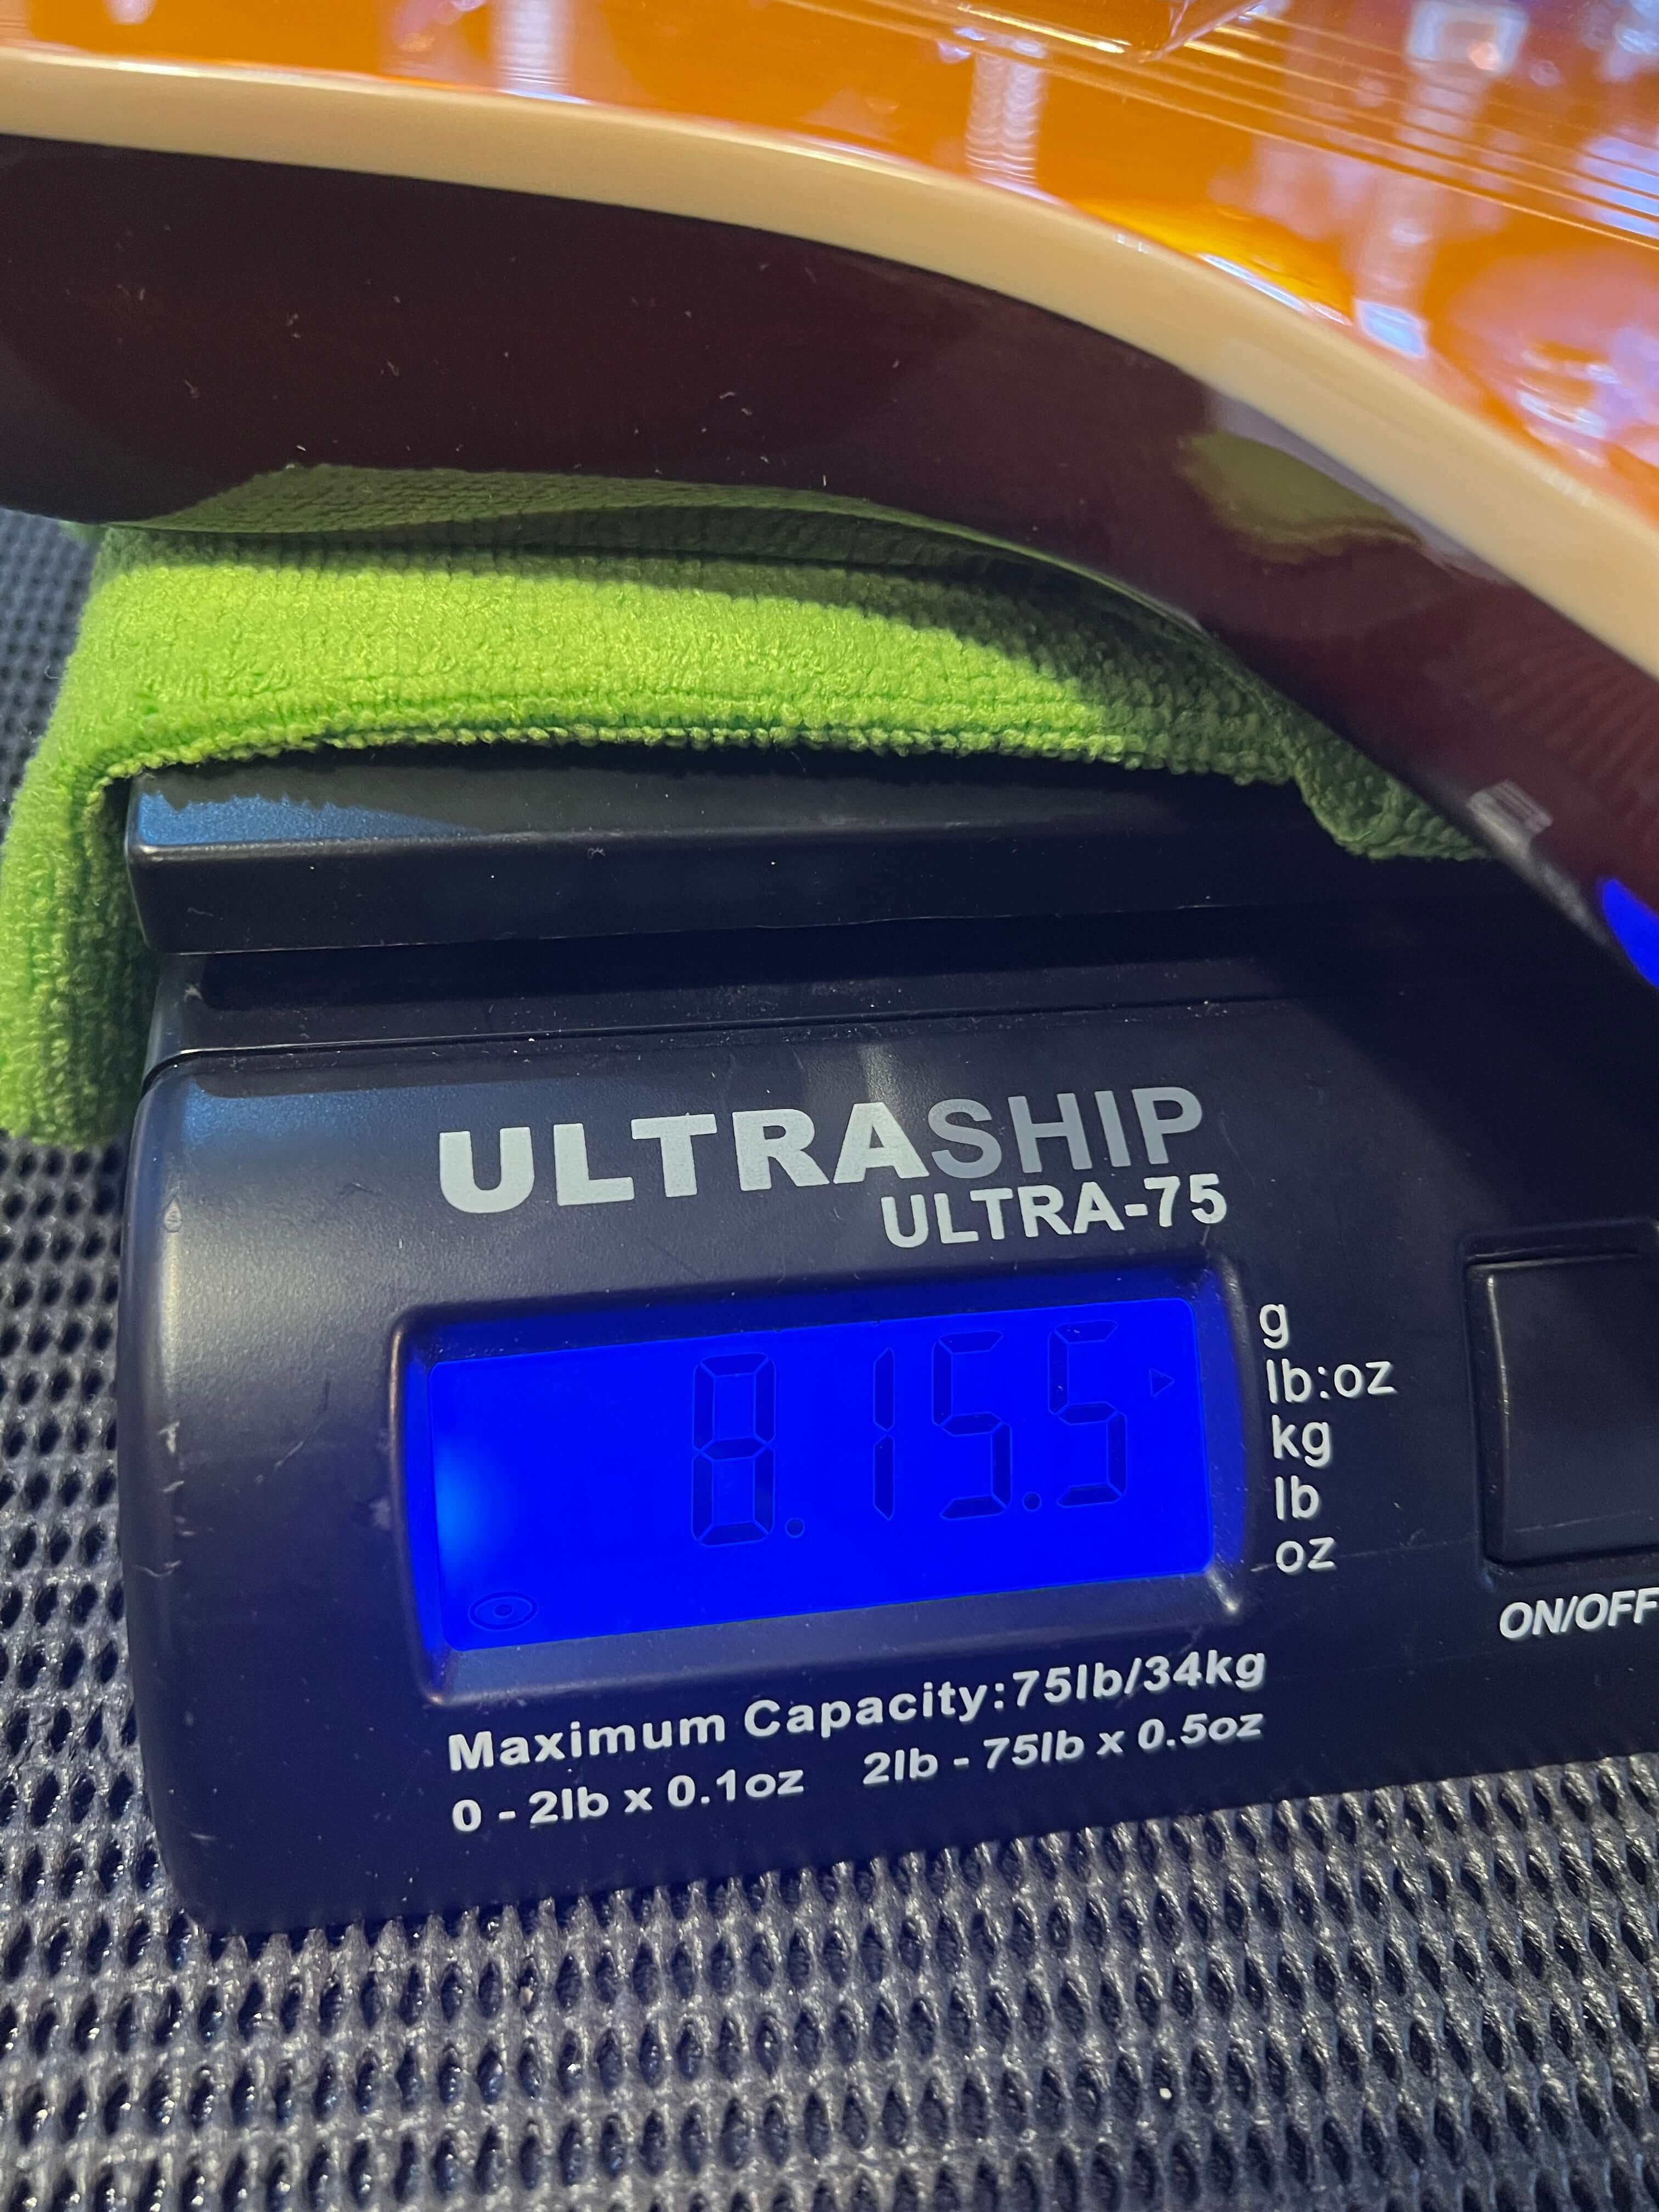 ULTRASHIP
ULTRA-75
8.15.5
g
lb:oz
kg
lb
oz
ON/OFF
Maximum Capacity:75lb/34kg
0 - 2lb x 0.1oz 2lb - 75lb x 0.5oz